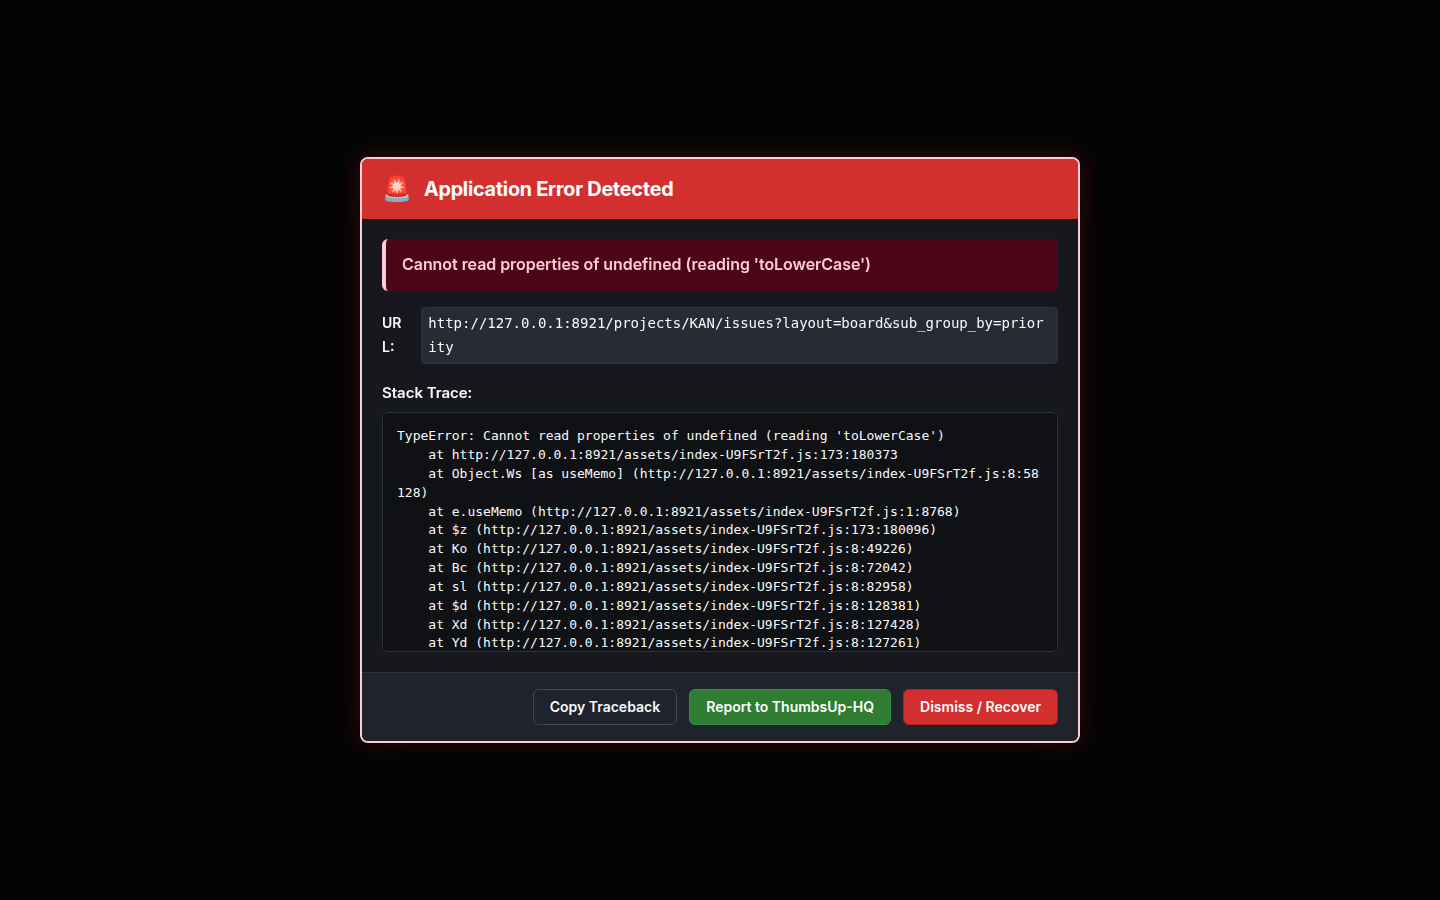 Application Error Detected
Cannot read properties of undefined (reading 'toLowerCase')
UR
L:
http://127.0.0.1:8921/projects/KAN/issues?layout=board&sub_group_by=prior
ity
Stack Trace:
TypeError: Cannot read properties of undefined (reading 'toLowerCase')
    at http://127.0.0.1:8921/assets/index-U9FSrT2f.js:173:180373
    at Object.Ws [as useMemo] (http://127.0.0.1:8921/assets/index-U9FSrT2f.js:8:58
128)
    at e.useMemo (http://127.0.0.1:8921/assets/index-U9FSrT2f.js:1:8768)
    at $z (http://127.0.0.1:8921/assets/index-U9FSrT2f.js:173:180096)
    at Ko (http://127.0.0.1:8921/assets/index-U9FSrT2f.js:8:49226)
    at Bc (http://127.0.0.1:8921/assets/index-U9FSrT2f.js:8:72042)
    at sl (http://127.0.0.1:8921/assets/index-U9FSrT2f.js:8:82958)
    at $d (http://127.0.0.1:8921/assets/index-U9FSrT2f.js:8:128381)
    at Xd (http://127.0.0.1:8921/assets/index-U9FSrT2f.js:8:127428)
    at Yd (http://127.0.0.1:8921/assets/index-U9FSrT2f.js:8:127261)
Copy Traceback
Report to ThumbsUp-HQ
Dismiss / Recover